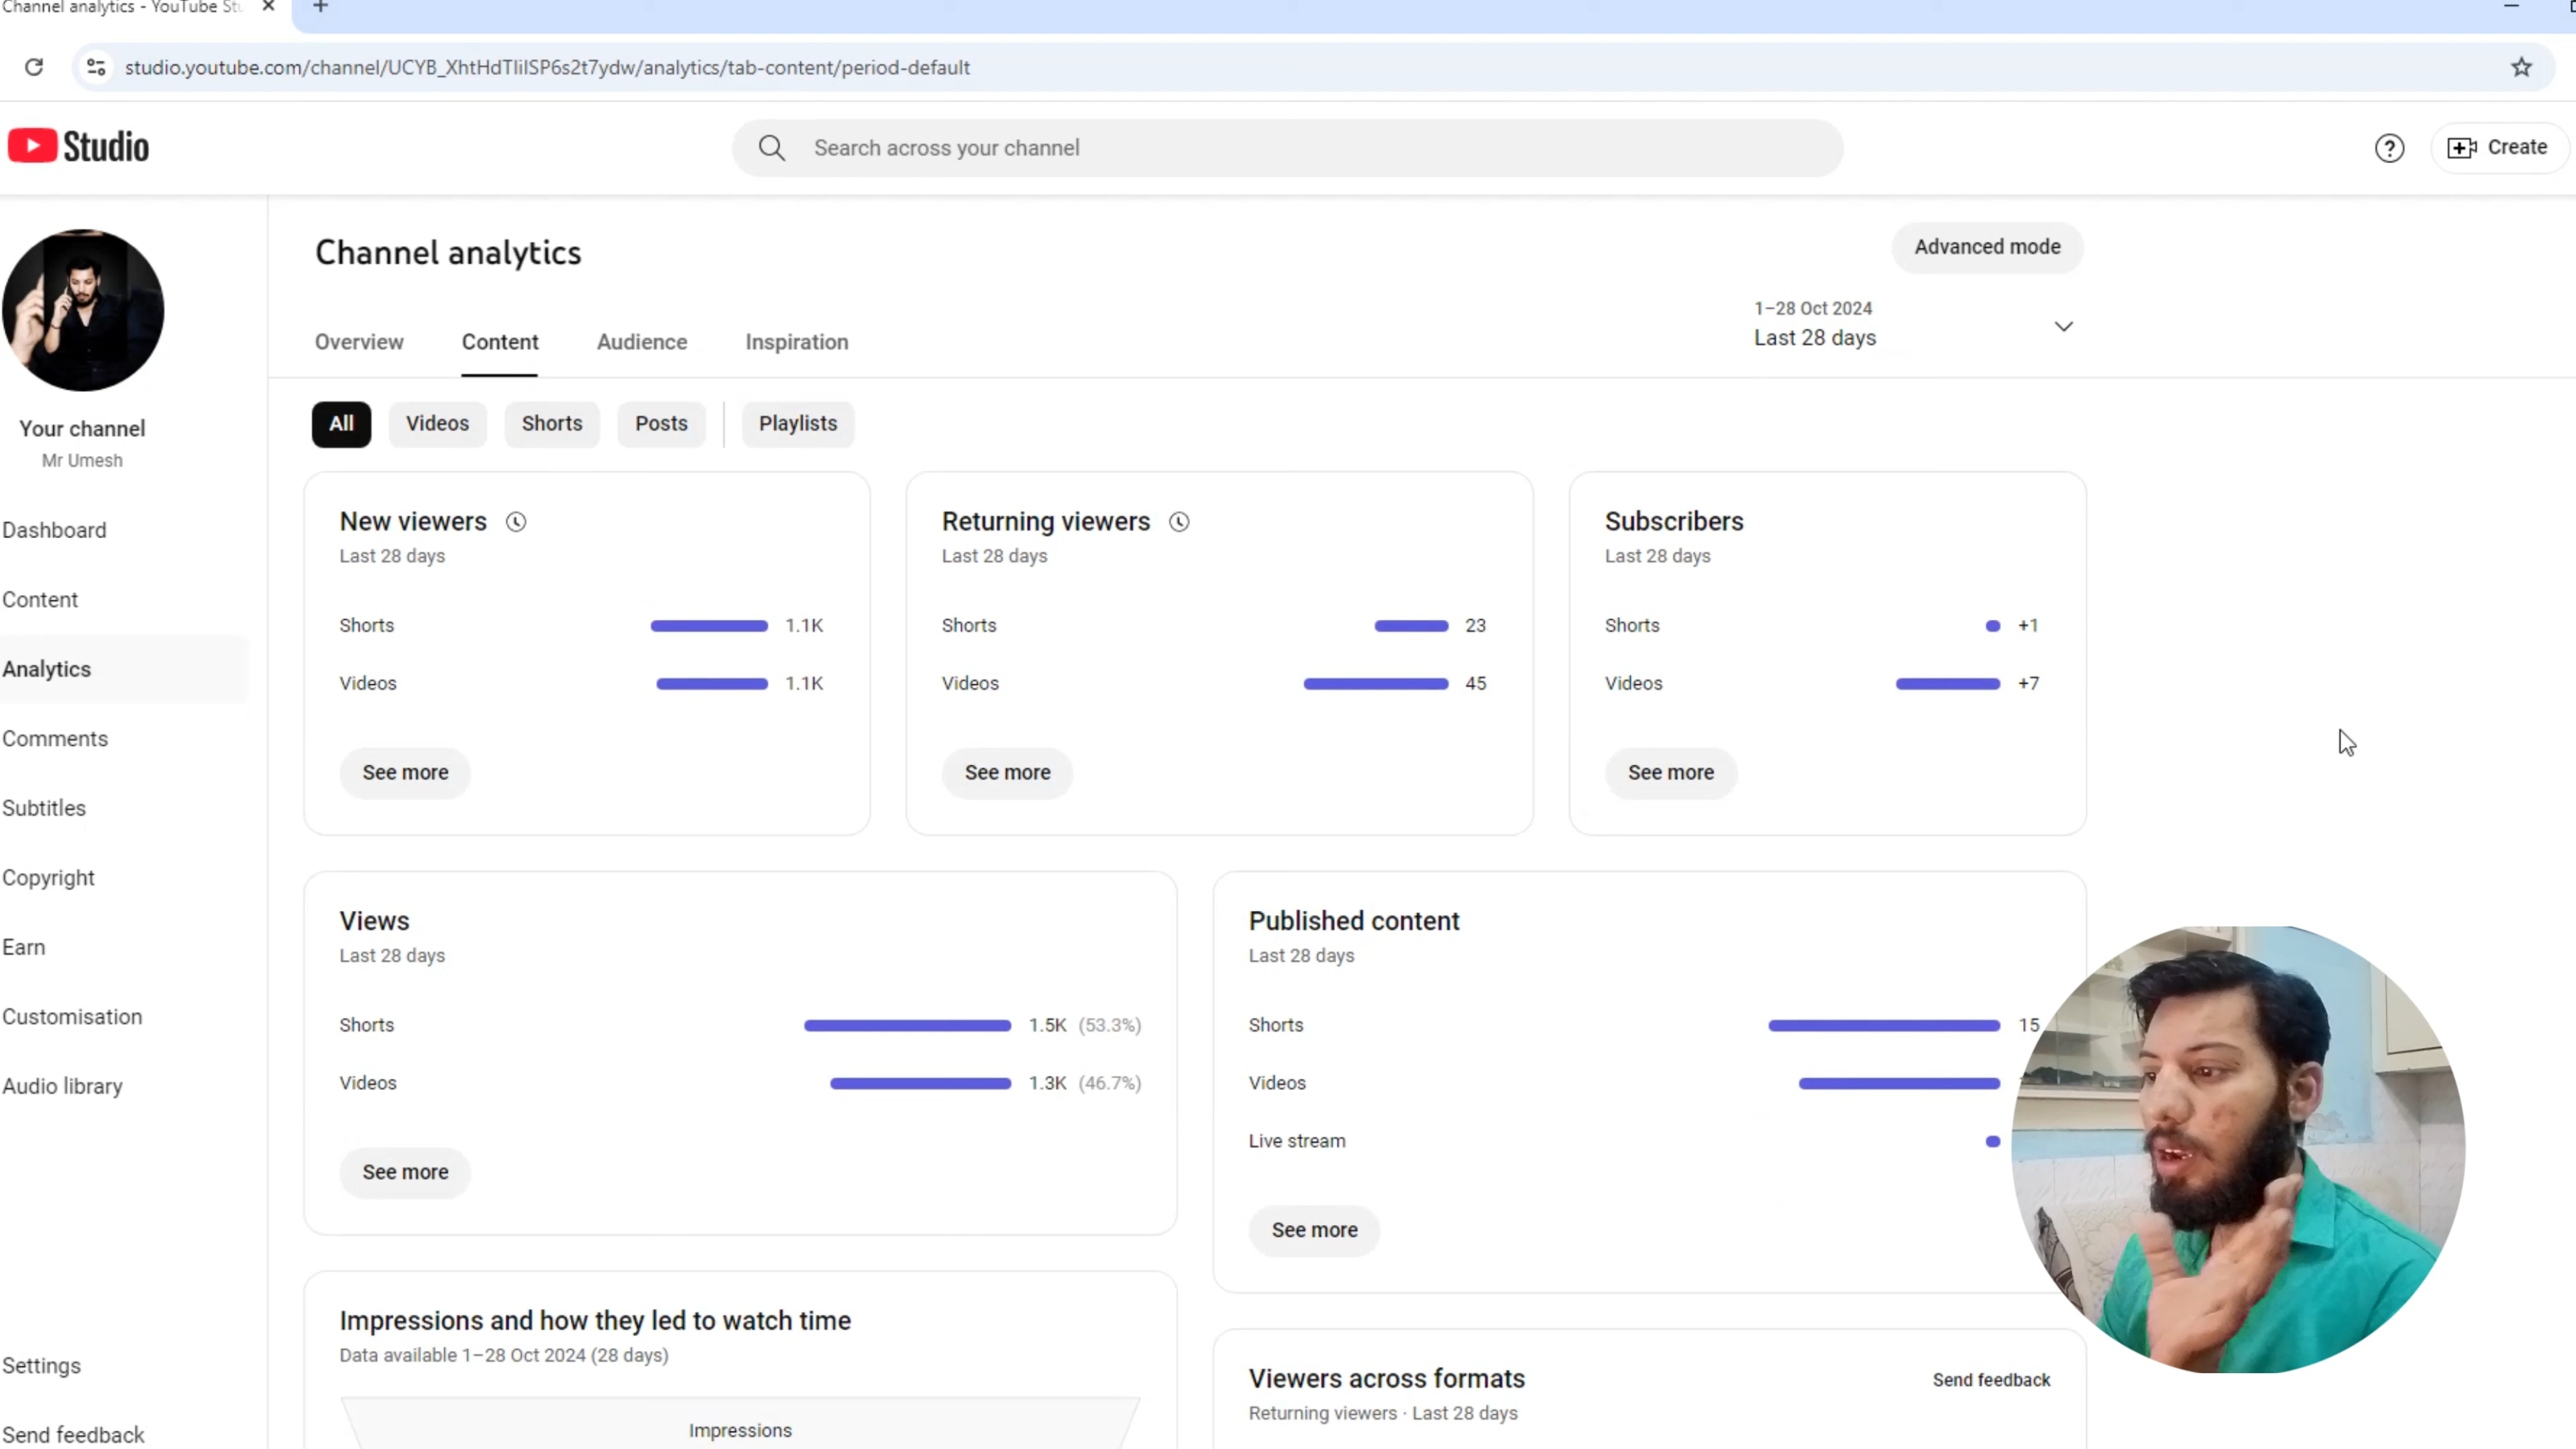 Channel analytics - YouTube Stu
studio.youtube.com/channel/UCYB_XhtHdTIiISP6s2t7ydw/analytics/tab-content/period-default
Studio
Search across your channel
Create
Your channel
Mr Umesh
Dashboard
Content
Analytics
Comments
Subtitles
Copyright
Earn
Customisation
Audio library
Settings
Send feedback
Channel analytics
Advanced mode
Overview Content Audience Inspiration
1–28 Oct 2024
Last 28 days
All Videos Shorts Posts Playlists
New viewers
Last 28 days
Shorts 1.1K
Videos 1.1K
See more
Returning viewers
Last 28 days
Shorts 23
Videos 45
See more
Subscribers
Last 28 days
Shorts +1
Videos +7
See more
Views
Last 28 days
Shorts 1.5K (53.3%)
Videos 1.3K (46.7%)
See more
Published content
Last 28 days
Shorts 15
Videos
Live stream
See more
Impressions and how they led to watch time
Data available 1–28 Oct 2024 (28 days)
Impressions
Viewers across formats
Send feedback
Returning viewers · Last 28 days